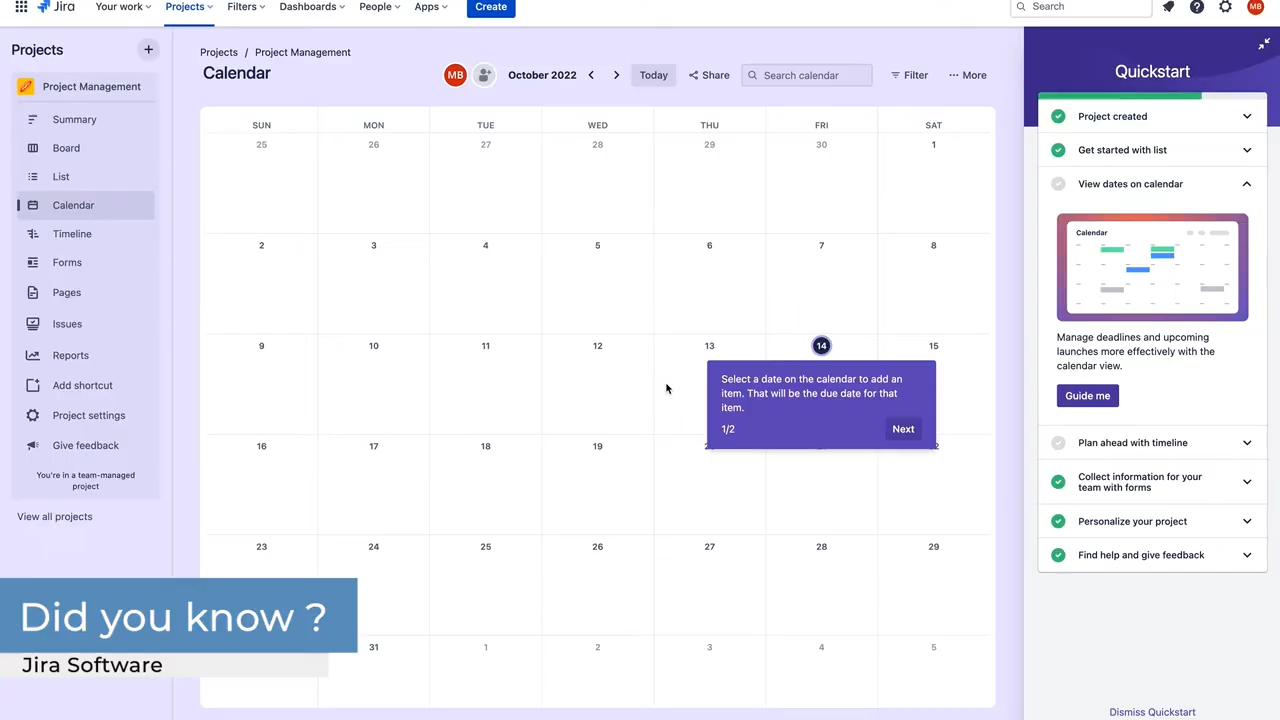 Jira
Your work
Projects
Filters
Dashboards
People
Apps
Create
Search
MB
Projects
Project Management
Summary
Board
List
Calendar
Timeline
Forms
Pages
Issues
Reports
Add shortcut
Project settings
Give feedback
You're in a team-managed
project
View all projects
Projects / Project Management
Calendar
MB
October 2022
Today
Share
Search calendar
Filter
More
SUN MON TUE WED THU FRI SAT
25 26 27 28 29 30 1
2 3 4 5 6 7 8
9 10 11 12 13 14 15
Select a date on the calendar to add an
item. That will be the due date for that
item.
1/2
Next
16 17 18 19
23 24 25 26 27 28 29
31 1 2 3 4 5
Quickstart
Project created
Get started with list
View dates on calendar
Calendar
Manage deadlines and upcoming
launches more effectively with the
calendar view.
Guide me
Plan ahead with timeline
Collect information for your
team with forms
Personalize your project
Find help and give feedback
Dismiss Quickstart
Did you know ?
Jira Software